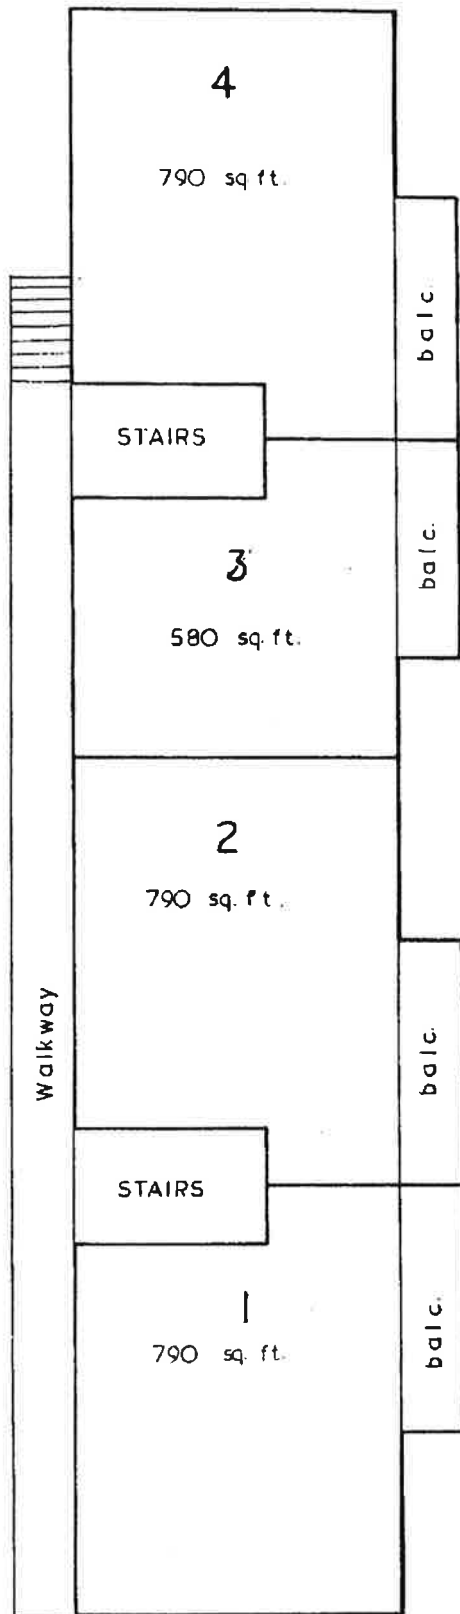 4
790 sq ft.
balc.
STAIRS
balc.
3
580 sq. ft.
2
790 sq. ft.
Walkway
balc.
STAIRS
1
790 sq. ft.
balc.